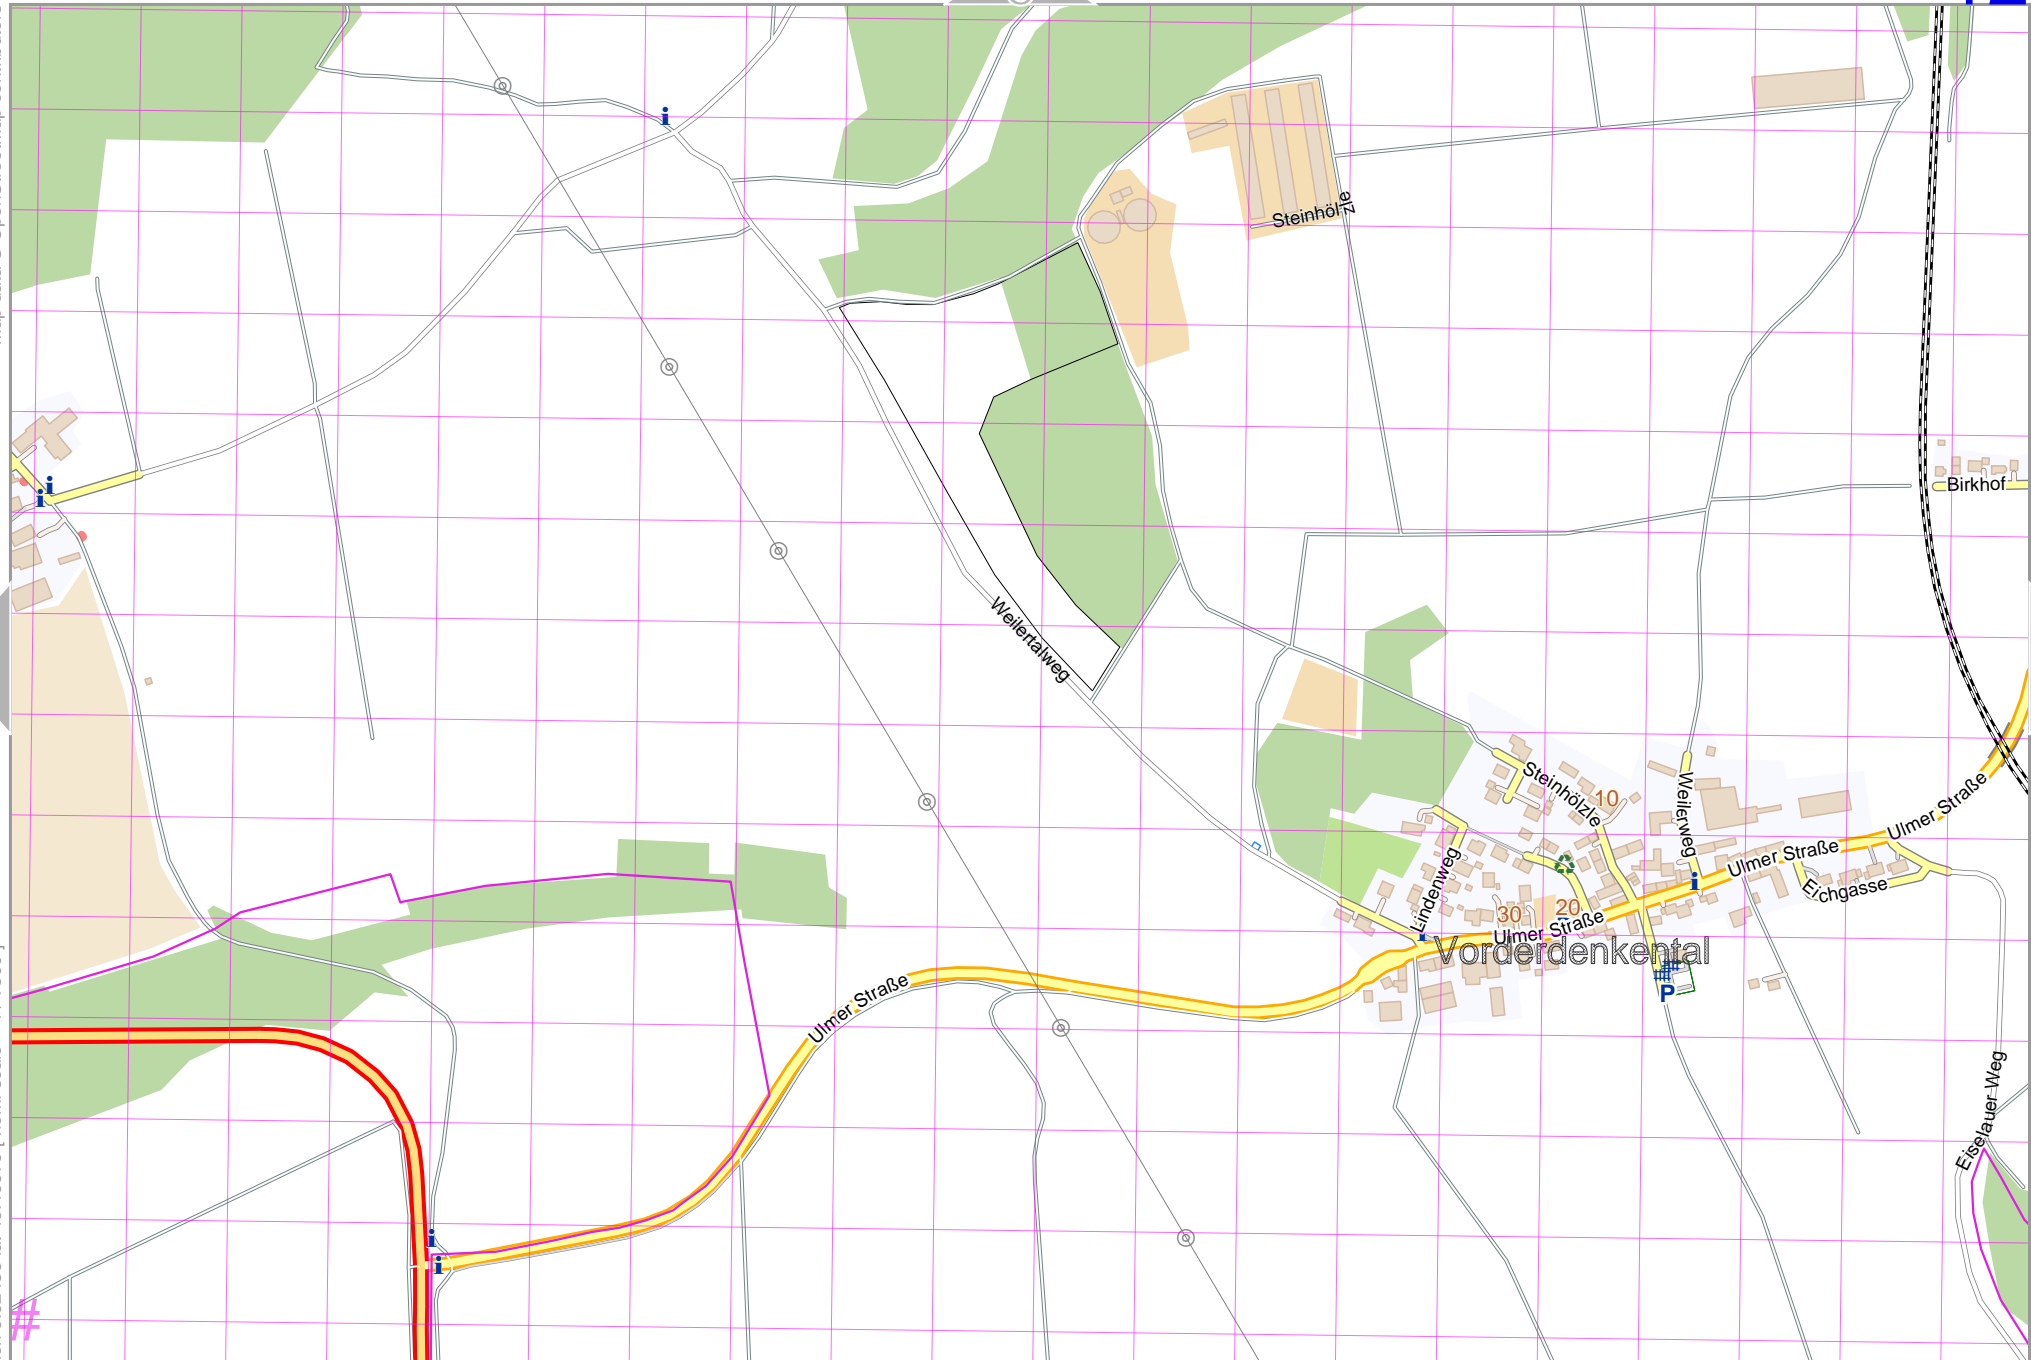 i
Steinhölzle
i
i
Birkhof
Weilertalweg
Steinhölzle
10
Weilerweg
Ulmer Straße
Ulmer Straße
Lindenweg
i
Eichgasse
30
20
Ulmer Straße
i
Vorderdenkental
P
Ulmer Straße
Eiselauer Weg
i
i
#